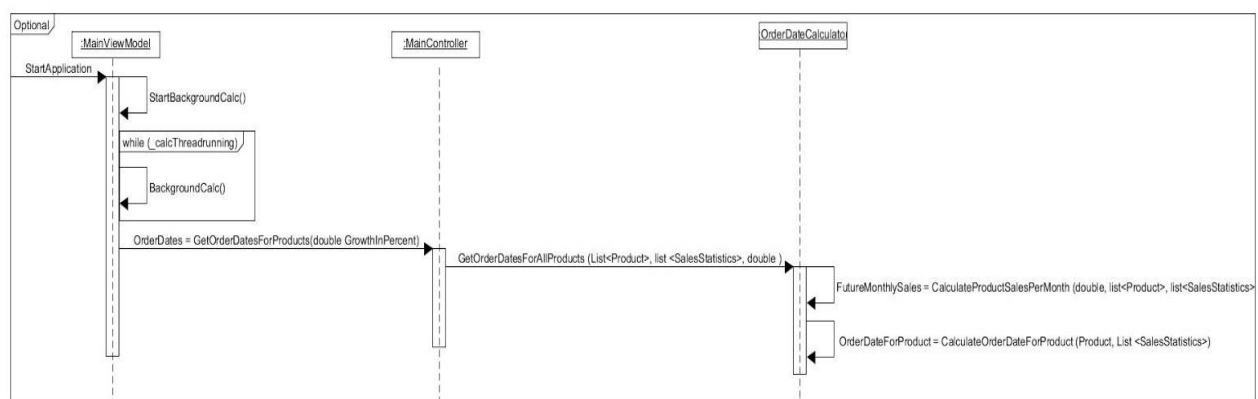 Optional
:MainViewModel
:MainController
:OrderDateCalculator
StartApplication
StartBackgroundCalc()
while (_calcThreadrunning)
BackgroundCalc()
OrderDates = GetOrderDatesForProducts(double GrowthInPercent)
GetOrderDatesForAllProducts (List<Product>, list <SalesStatistics>, double )
FutureMonthlySales = CalculateProductSalesPerMonth (double, list<Product>, list<SalesStatistics>
OrderDateForProduct = CalculateOrderDateForProduct (Product, List <SalesStatistics>)